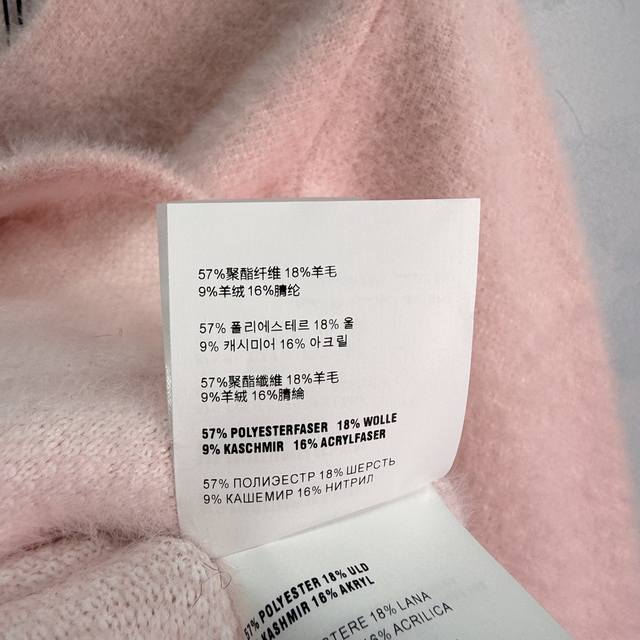 57%聚酯纤维 18%羊毛
9%羊绒 16%腈纶
57% 폴리에스테르 18% 울
9% 캐시미어 16% 아크릴
57%聚酯纖維 18%羊毛
9%羊絨 16%腈綸
57% POLYESTERFASER 18% WOLLE
9% KASCHMIR 16% ACRYLFASER
57% ПОЛИЭЭСТР 18% ШЕРСТЬ
9% КАШЕМИР 16% НИТРИЛ
57% POLYESTER 18% ULD
KASHMIR 16% AKRYL
18% LANA
16% ACRILICA